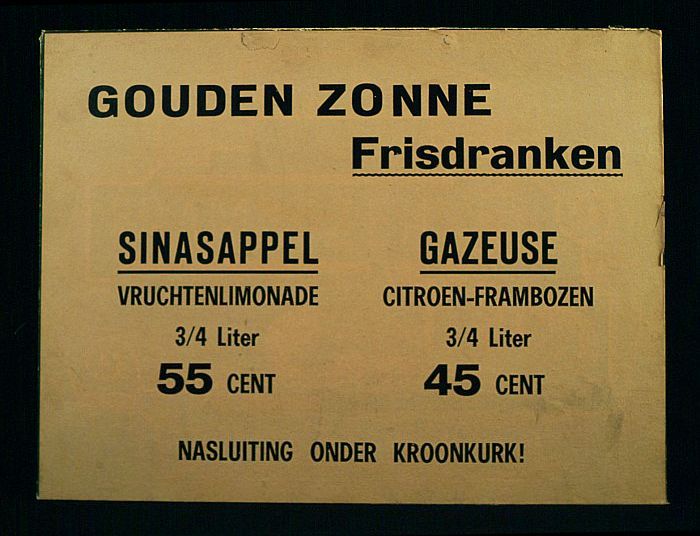 GOUDEN ZONNE
Frisdranken
SINASAPPEL
VRUCHTENLIMONADE
3/4 Liter
55 CENT
GAZEUSE
CITROEN-FRAMBOZEN
3/4 Liter
45 CENT
NASLUITING ONDER KROONKURK!